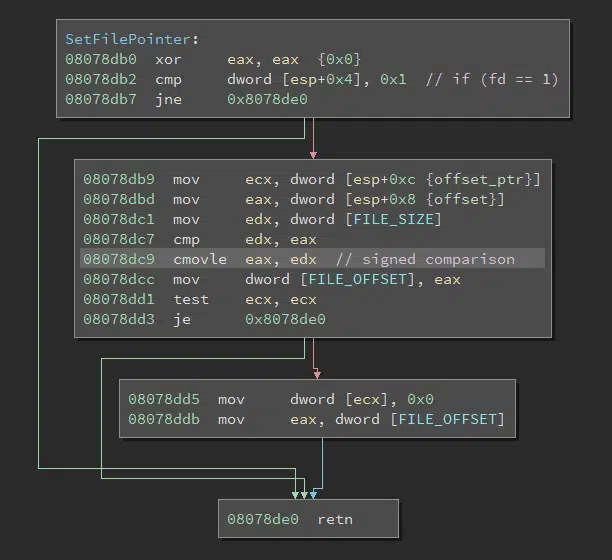 SetFilePointer:
08078db0 xor eax, eax {0x0}
08078db2 cmp dword [esp+0x4], 0x1 // if (fd == 1)
08078db7 jne 0x8078de0
08078db9 mov ecx, dword [esp+0xc {offset_ptr}]
08078dbd mov eax, dword [esp+0x8 {offset}]
08078dc1 mov edx, dword [FILE_SIZE]
08078dc7 cmp edx, eax
08078dc9 cmovle eax, edx // signed comparison
08078dcc mov dword [FILE_OFFSET], eax
08078dd1 test ecx, ecx
08078dd3 je 0x8078de0
08078dd5 mov dword [ecx], 0x0
08078ddb mov eax, dword [FILE_OFFSET]
08078de0 retn